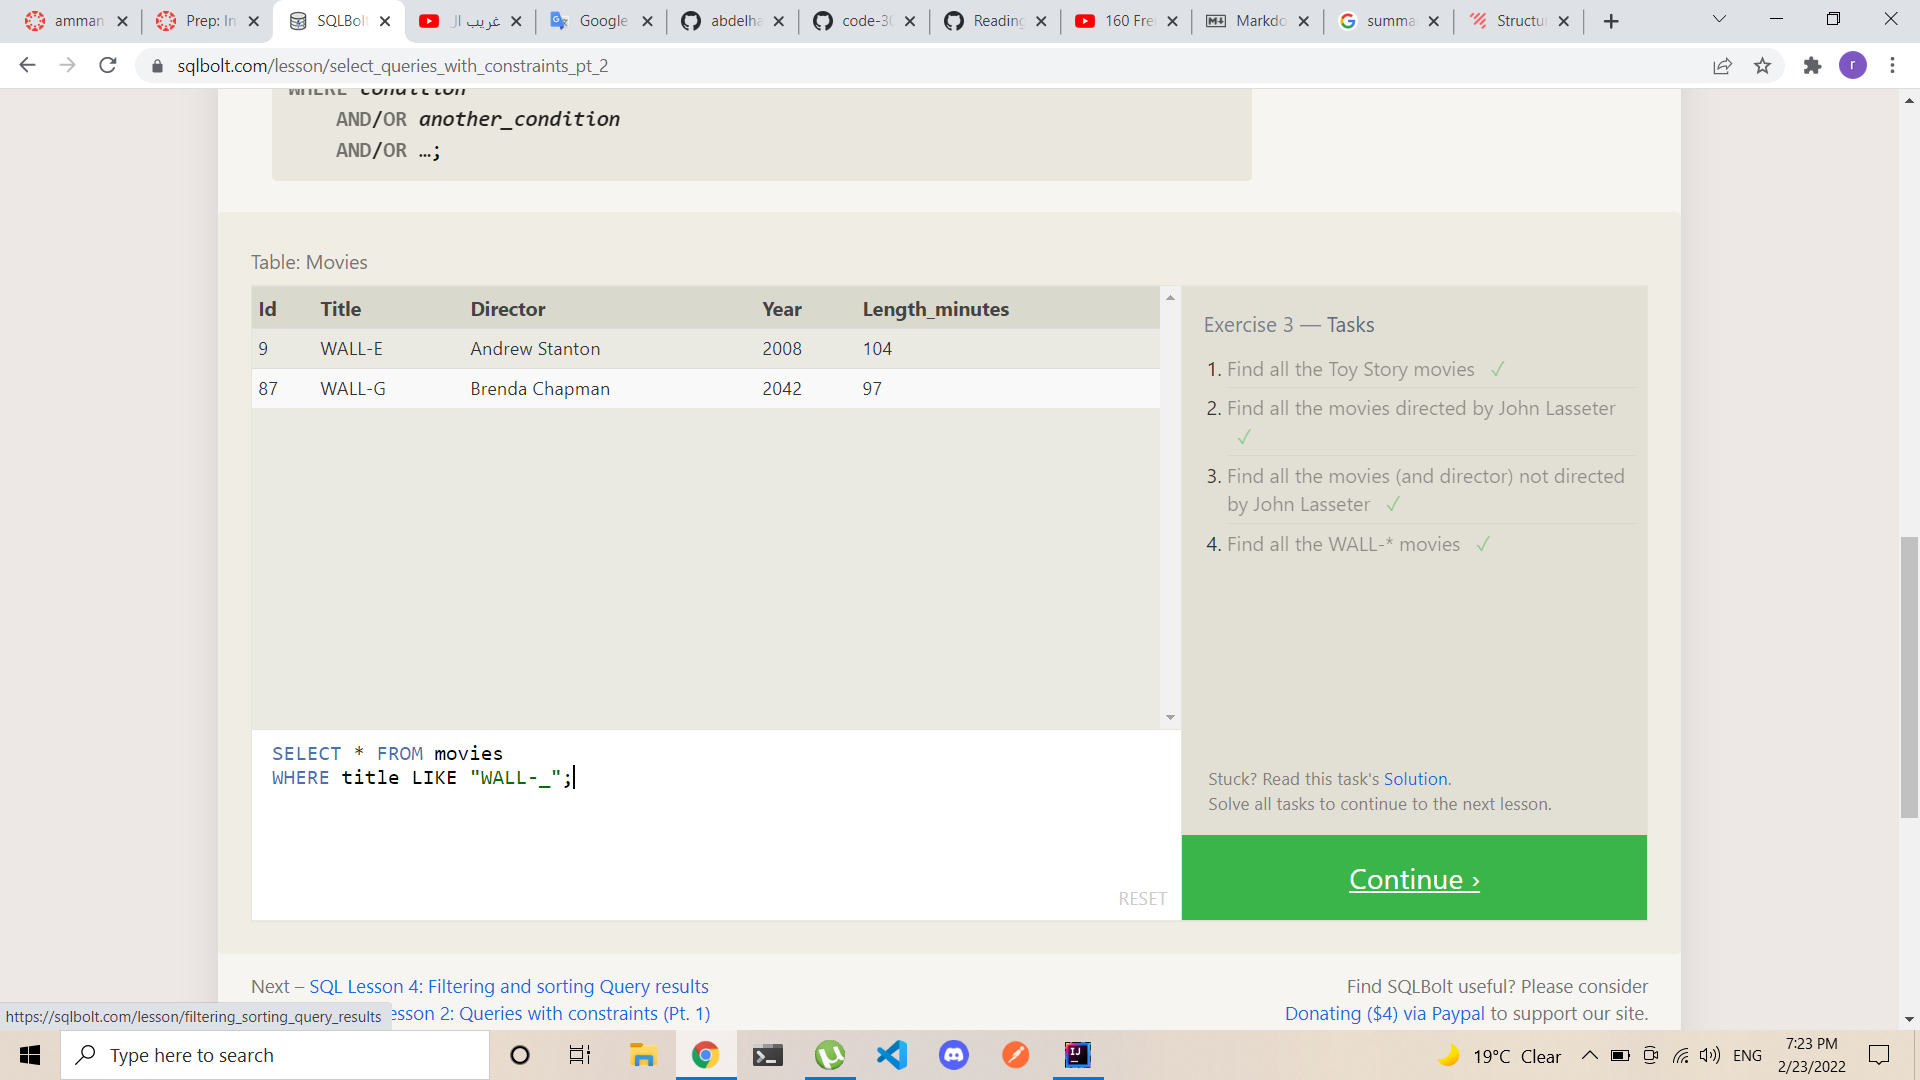 amman
Prep: In
SQLBolt
غريب ال
Google
abdelha
code-30
Reading
160 Fre
Markdo
summa
Structu
sqlbolt.com/lesson/select_queries_with_constraints_pt_2
r
WHERE condition
AND/OR another_condition
AND/OR …;
Table: Movies
Id Title Director Year Length_minutes
9 WALL-E Andrew Stanton 2008 104
87 WALL-G Brenda Chapman 2042 97
Exercise 3 — Tasks
1. Find all the Toy Story movies ✓
2. Find all the movies directed by John Lasseter
✓
3. Find all the movies (and director) not directed
by John Lasseter ✓
4. Find all the WALL-* movies ✓
SELECT * FROM movies
WHERE title LIKE "WALL-_";
RESET
Stuck? Read this task's Solution.
Solve all tasks to continue to the next lesson.
Continue ›
Next – SQL Lesson 4: Filtering and sorting Query results
esson 2: Queries with constraints (Pt. 1)
Find SQLBolt useful? Please consider
Donating ($4) via Paypal to support our site.
https://sqlbolt.com/lesson/filtering_sorting_query_results
Type here to search
19°C Clear
ENG
7:23 PM
2/23/2022